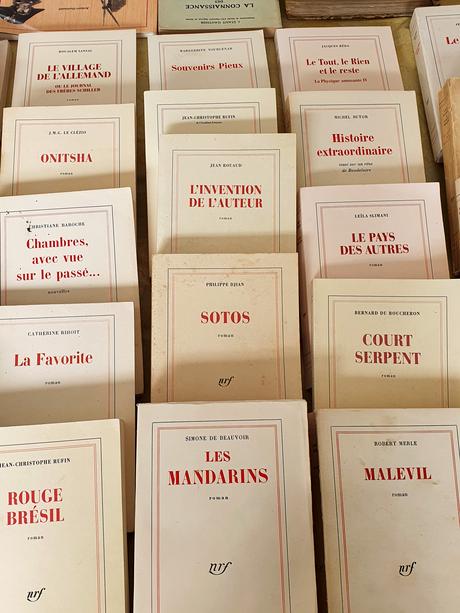 LA CONNAISSANCE
BOUALEM SANSAL
LE VILLAGE
DE L'ALLEMAND
OU LE JOURNAL
DES FRÈRES SCHILLER
roman
MARGUERITE YOURCENAR
Souvenirs Pieux
JACQUES RÉDA
Le Tout, le Rien
et le reste
La Physique amusante II
J.M.G. LE CLÉZIO
ONITSHA
roman
JEAN-CHRISTOPHE RUFIN
MICHEL BUTOR
Histoire
extraordinaire
essai sur un rêve
de Baudelaire
JEAN ROUAUD
L'INVENTION
DE L'AUTEUR
roman
CHRISTIANE BAROCHE
Chambres,
avec vue
sur le passé...
nouvelles
LEÏLA SLIMANI
LE PAYS
DES AUTRES
roman
PHILIPPE DJIAN
SOTOS
roman
nrf
CATHERINE RIHOIT
La Favorite
roman
BERNARD DU BOUCHERON
COURT
SERPENT
roman
JEAN-CHRISTOPHE RUFIN
ROUGE
BRÉSIL
roman
nrf
SIMONE DE BEAUVOIR
LES
MANDARINS
roman
nrf
ROBERT MERLE
MALEVIL
roman
nrf